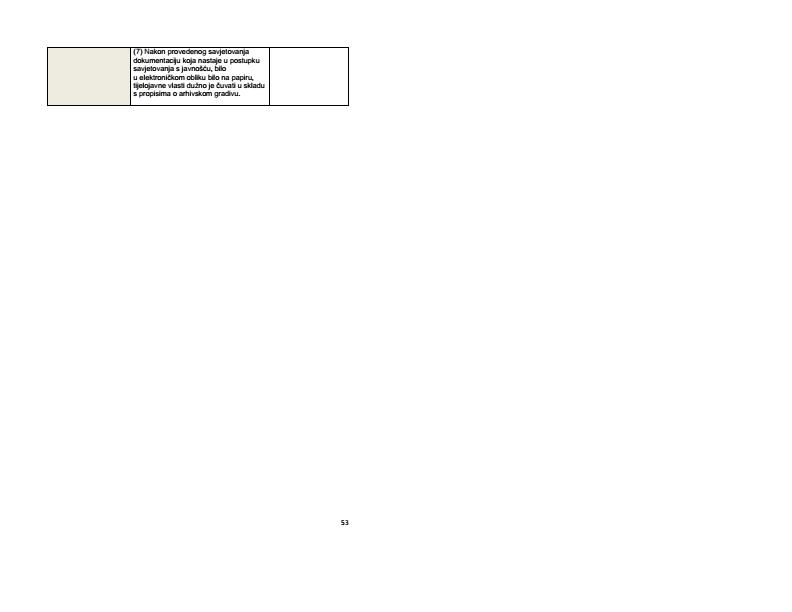 (7) Nakon provedenog savjetovanja
dokumentaciju koja nastaje u postupku
savjetovanja s javnošću, bilo
u elektroničkom obliku bilo na papiru,
tijelojavne vlasti dužno je čuvati u skladu
s propisima o arhivskom gradivu.
53